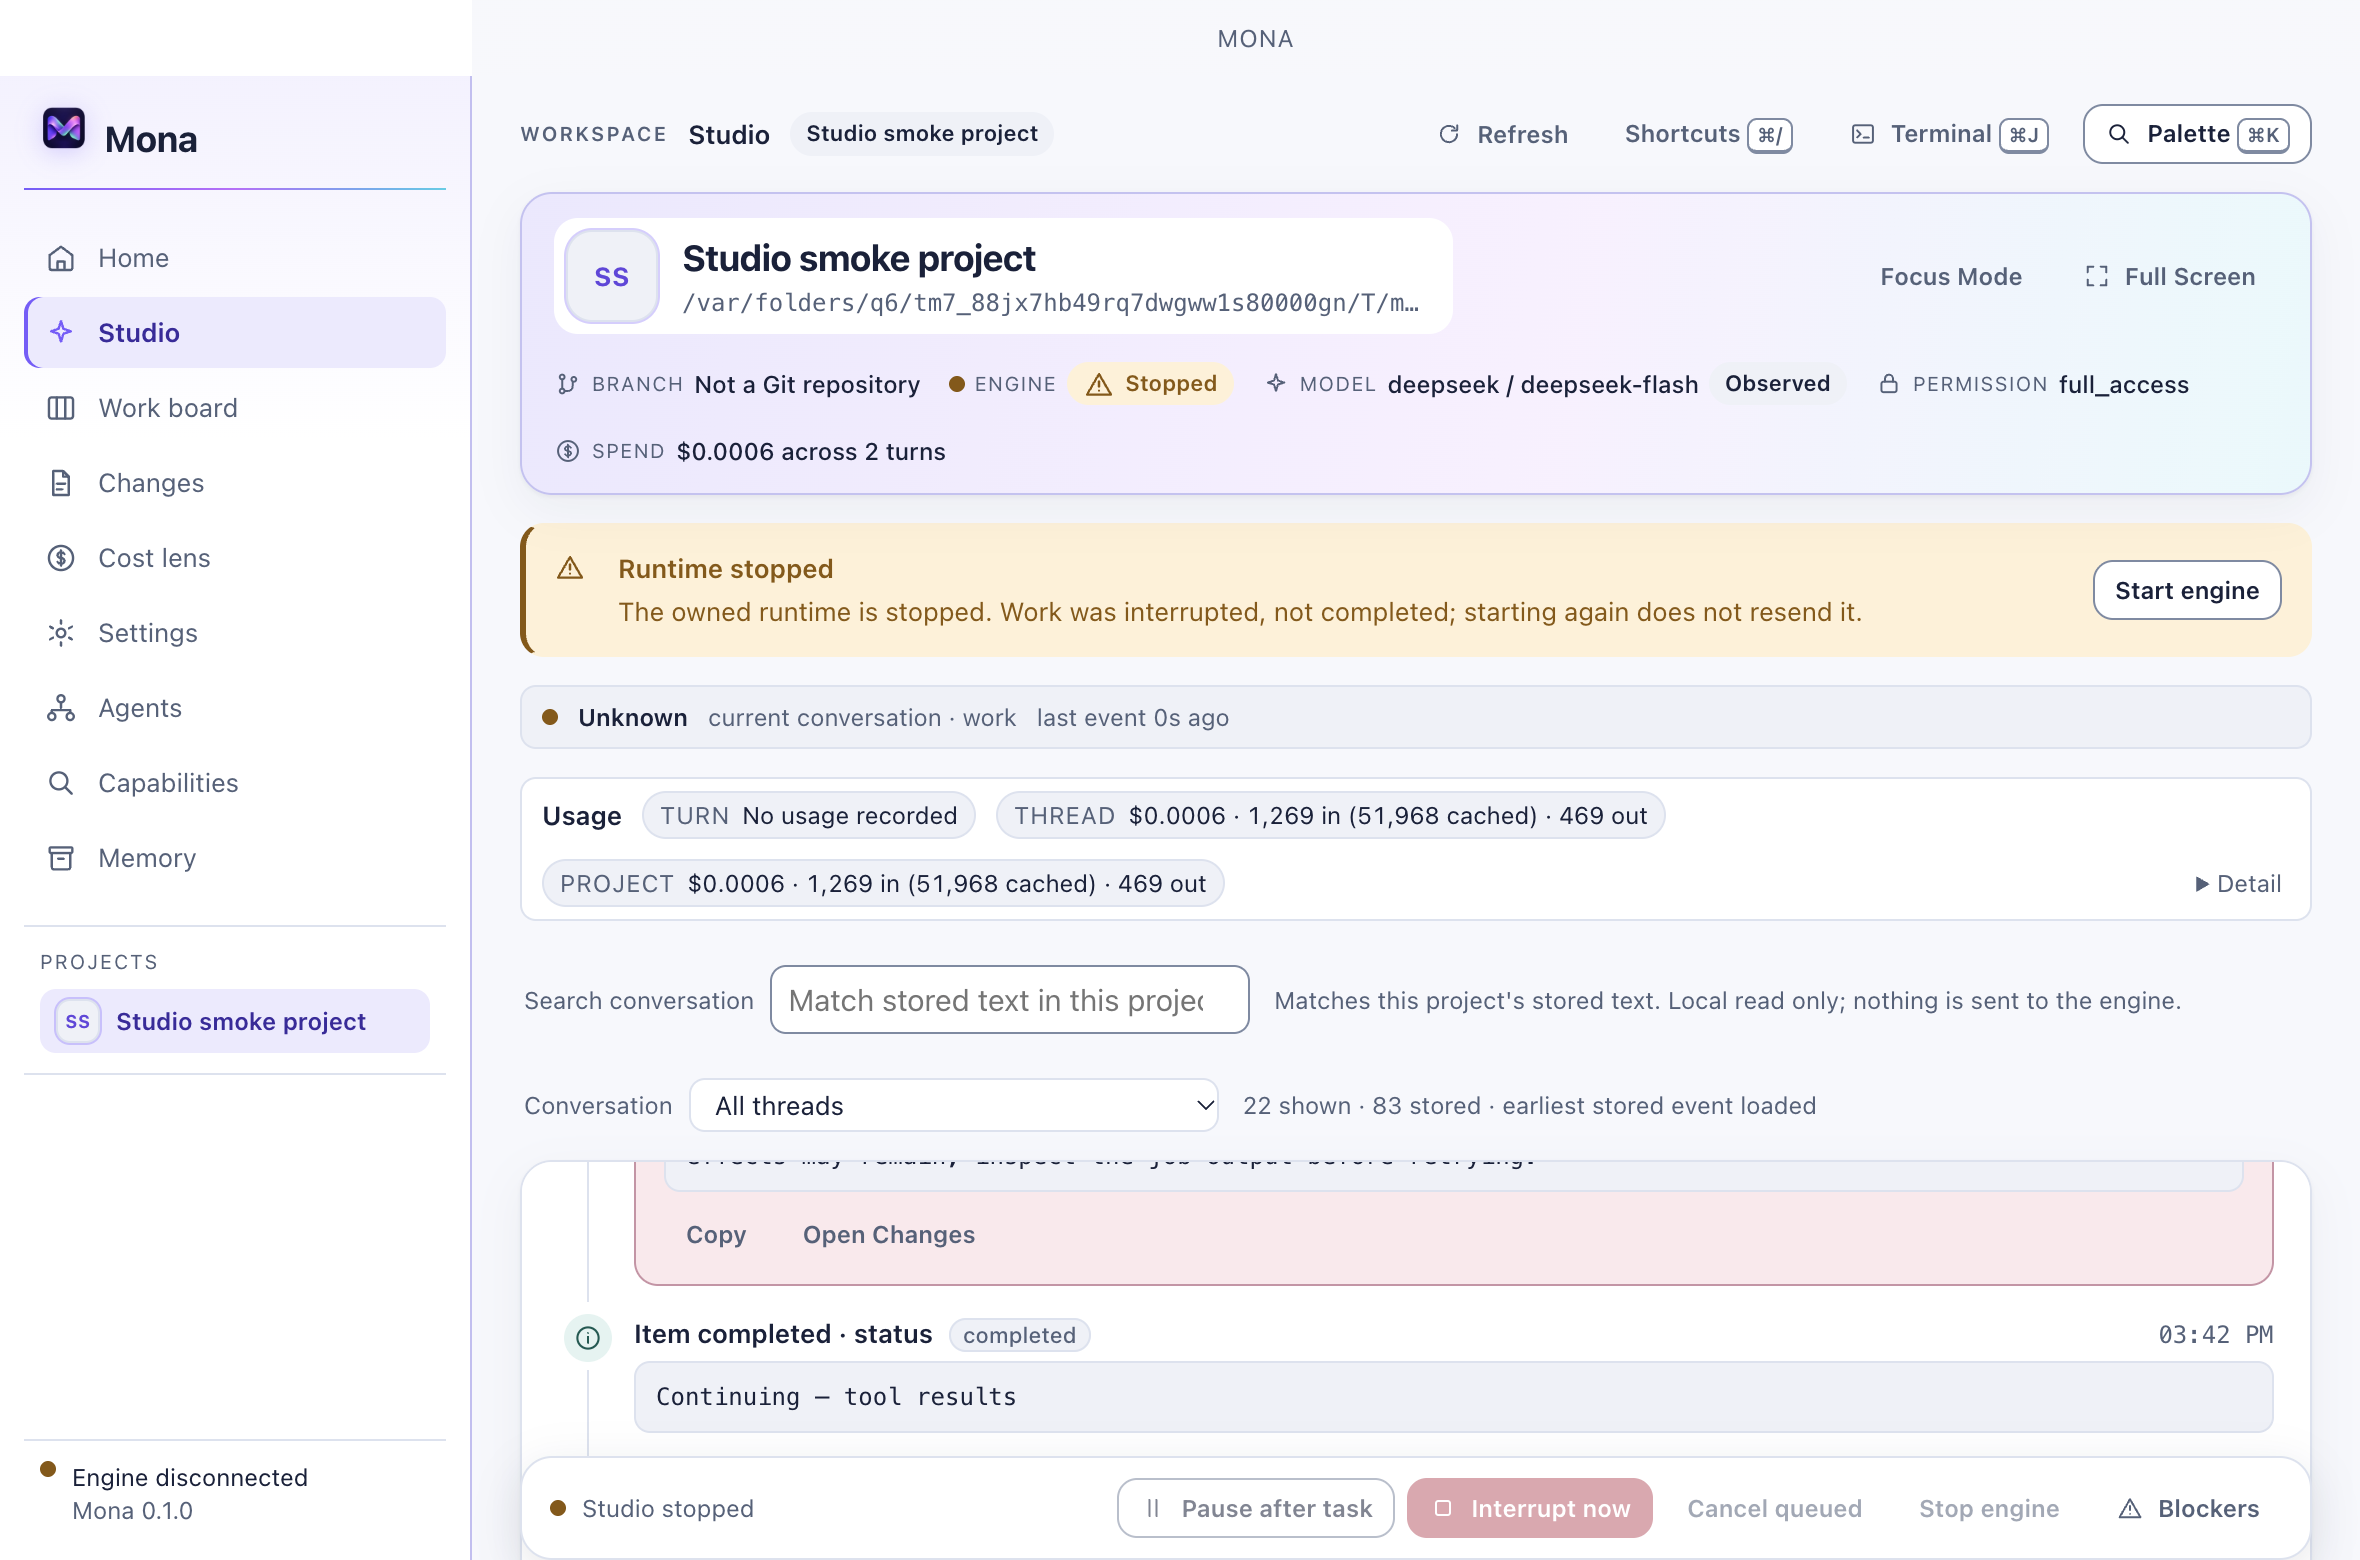 MONA
Mona
Home
Studio
Work board
Changes
Cost lens
Settings
Agents
Capabilities
Memory
PROJECTS
SS Studio smoke project
Engine disconnected
Mona 0.1.0
WORKSPACE Studio Studio smoke project Refresh Shortcuts ⌘/ Terminal ⌘J Palette ⌘K
SS
Studio smoke project
/var/folders/q6/tm7_88jx7hb49rq7dwgww1s80000gn/T/m…
Focus Mode Full Screen
BRANCH Not a Git repository ENGINE Stopped MODEL deepseek / deepseek-flash Observed PERMISSION full_access
SPEND $0.0006 across 2 turns
Runtime stopped
The owned runtime is stopped. Work was interrupted, not completed; starting again does not resend it.
Start engine
Unknown current conversation · work last event 0s ago
Usage TURN No usage recorded THREAD $0.0006 · 1,269 in (51,968 cached) · 469 out
PROJECT $0.0006 · 1,269 in (51,968 cached) · 469 out Detail
Search conversation Match stored text in this projec Matches this project's stored text. Local read only; nothing is sent to the engine.
Conversation All threads 22 shown · 83 stored · earliest stored event loaded
effects may remain; inspect the job output before retrying.
Copy Open Changes
Item completed · status completed 03:42 PM
Continuing — tool results
Studio stopped Pause after task Interrupt now Cancel queued Stop engine Blockers